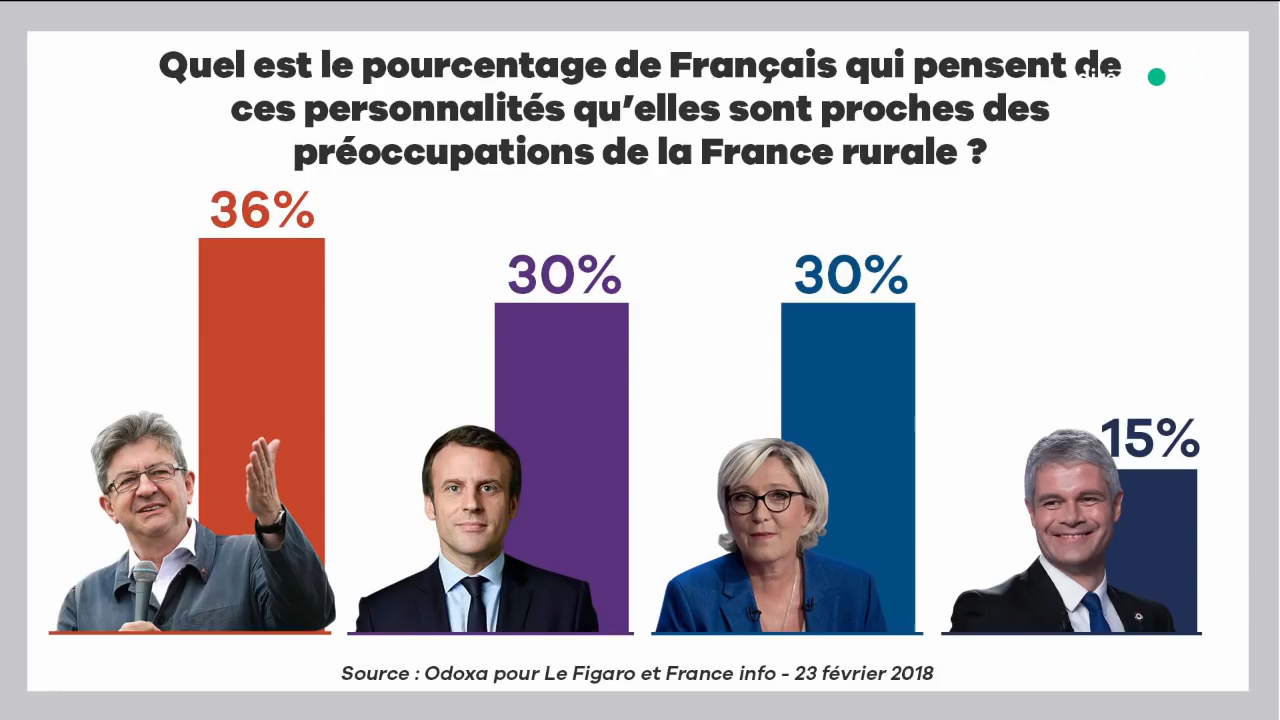 Quel est le pourcentage de Français qui pensent de
ces personnalités qu’elles sont proches des
préoccupations de la France rurale ?
36%
30%
30%
15%
Source : Odoxa pour Le Figaro et France info - 23 février 2018